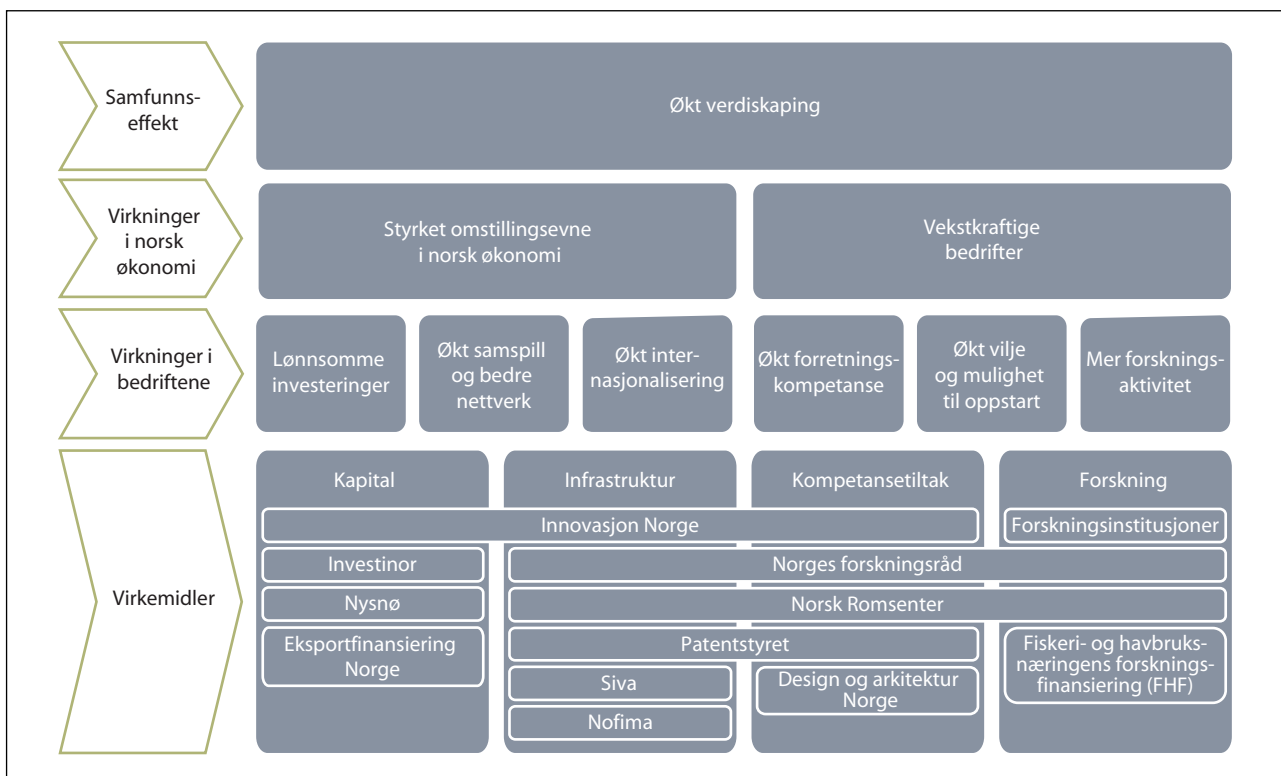 Samfunns-
effekt
Økt verdiskaping
Virkninger
i norsk
økonomi
Styrket omstillingsevne
i norsk økonomi
Vekstkraftige
bedrifter
Virkninger i
bedriftene
Lønnsomme
investeringer
Økt samspill
og bedre
nettverk
Økt inter-
nasjonalisering
Økt forretnings-
kompetanse
Økt vilje
og mulighet
til oppstart
Mer forsknings-
aktivitet
Virkemidler
Kapital
Infrastruktur
Kompetansetiltak
Forskning
Innovasjon Norge
Forskningsinstitusjoner
Investinor
Norges forskningsråd
Nysnø
Norsk Romsenter
Eksportfinansiering
Norge
Patentstyret
Fiskeri- og havbruks-
næringens forsknings-
finansiering (FHF)
Siva
Design og arkitektur
Norge
Nofima